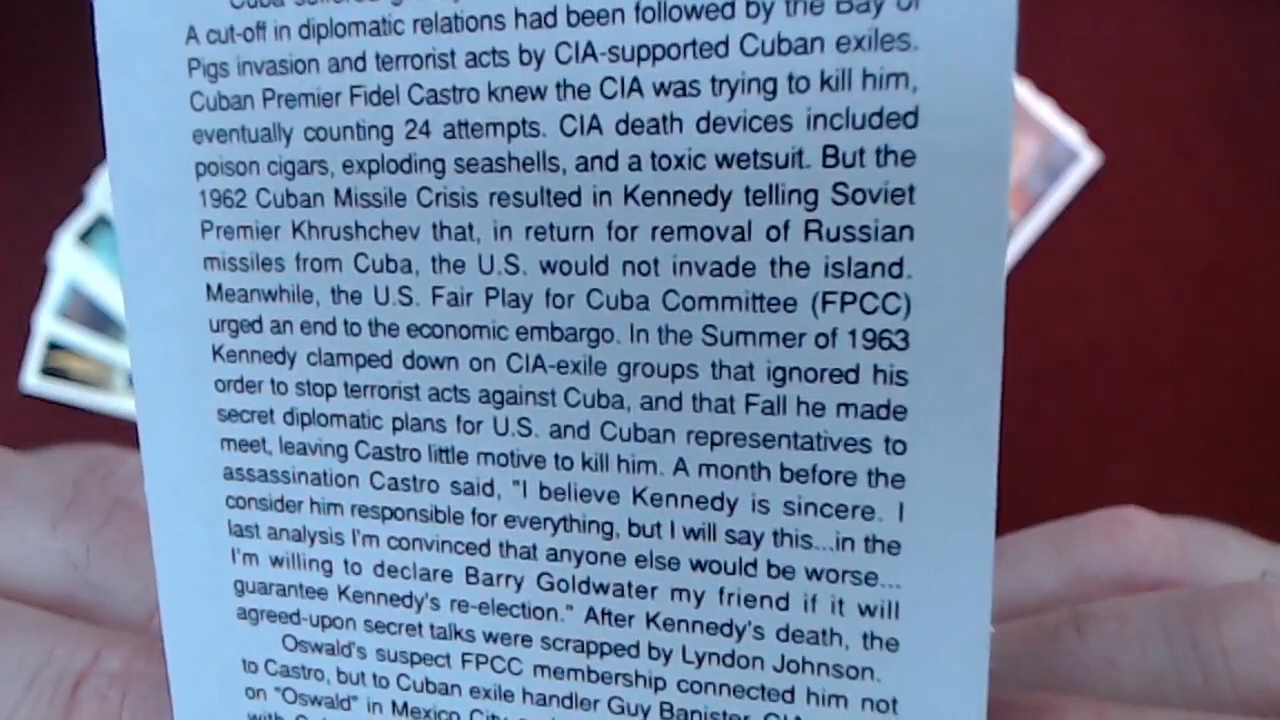 Cuba suffered
A cut-off in diplomatic relations had been followed by the Bay of
Pigs invasion and terrorist acts by CIA-supported Cuban exiles.
Cuban Premier Fidel Castro knew the CIA was trying to kill him,
eventually counting 24 attempts. CIA death devices included
poison cigars, exploding seashells, and a toxic wetsuit. But the
1962 Cuban Missile Crisis resulted in Kennedy telling Soviet
Premier Khrushchev that, in return for removal of Russian
missiles from Cuba, the U.S. would not invade the island.
Meanwhile, the U.S. Fair Play for Cuba Committee (FPCC)
urged an end to the economic embargo. In the Summer of 1963
Kennedy clamped down on CIA-exile groups that ignored his
order to stop terrorist acts against Cuba, and that Fall he made
secret diplomatic plans for U.S. and Cuban representatives to
meet, leaving Castro little motive to kill him. A month before the
assassination Castro said, "I believe Kennedy is sincere. I
consider him responsible for everything, but I will say this...in the
last analysis I'm convinced that anyone else would be worse...
I'm willing to declare Barry Goldwater my friend if it will
guarantee Kennedy's re-election." After Kennedy's death, the
agreed-upon secret talks were scrapped by Lyndon Johnson.
Oswald's suspect FPCC membership connected him not
to Castro, but to Cuban exile handler Guy Banister,
on "Oswald" in Mexico City
with